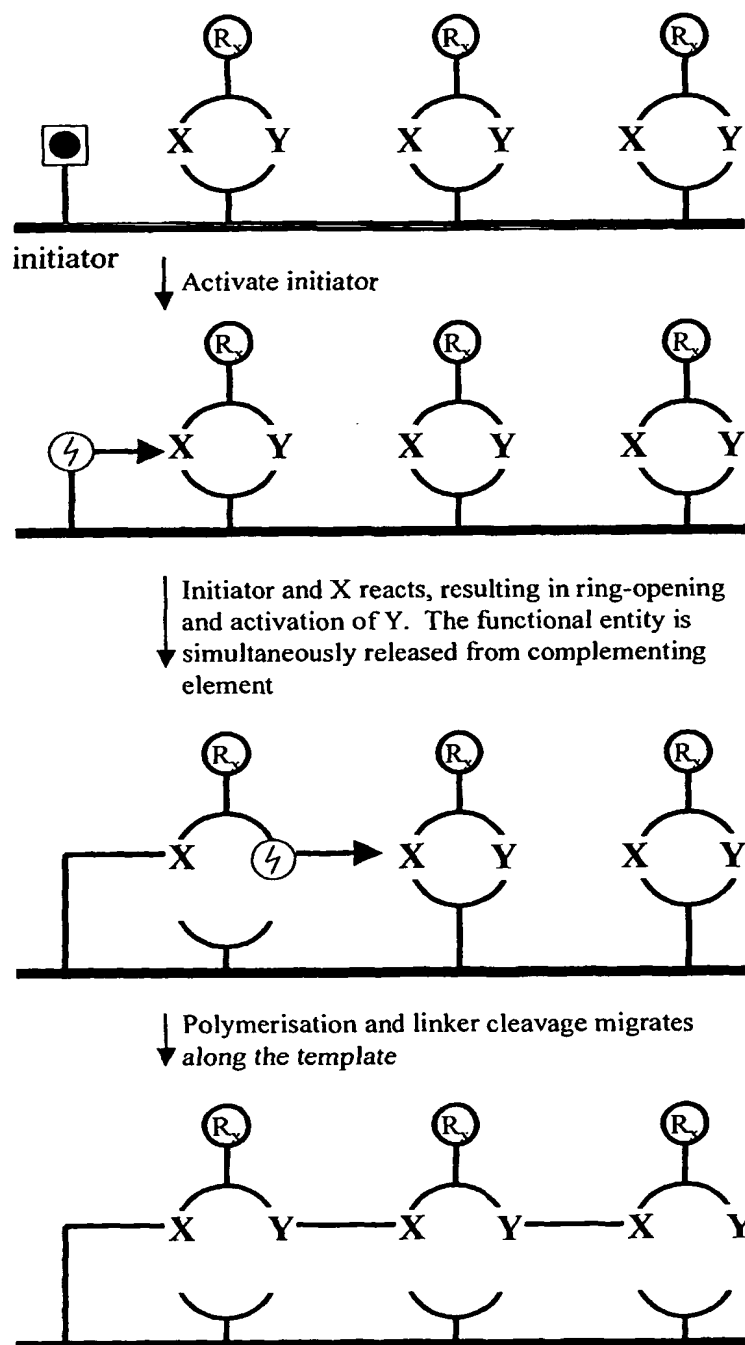 Rx Rx Rx
X Y X Y X Y
initiator
Activate initiator
Rx Rx Rx
X Y X Y X Y
Initiator and X reacts, resulting in ring-opening
and activation of Y. The functional entity is
simultaneously released from complementing
element
Rx Rx Rx
X X Y X Y
Polymerisation and linker cleavage migrates
along the template
Rx Rx Rx
X Y X Y X Y